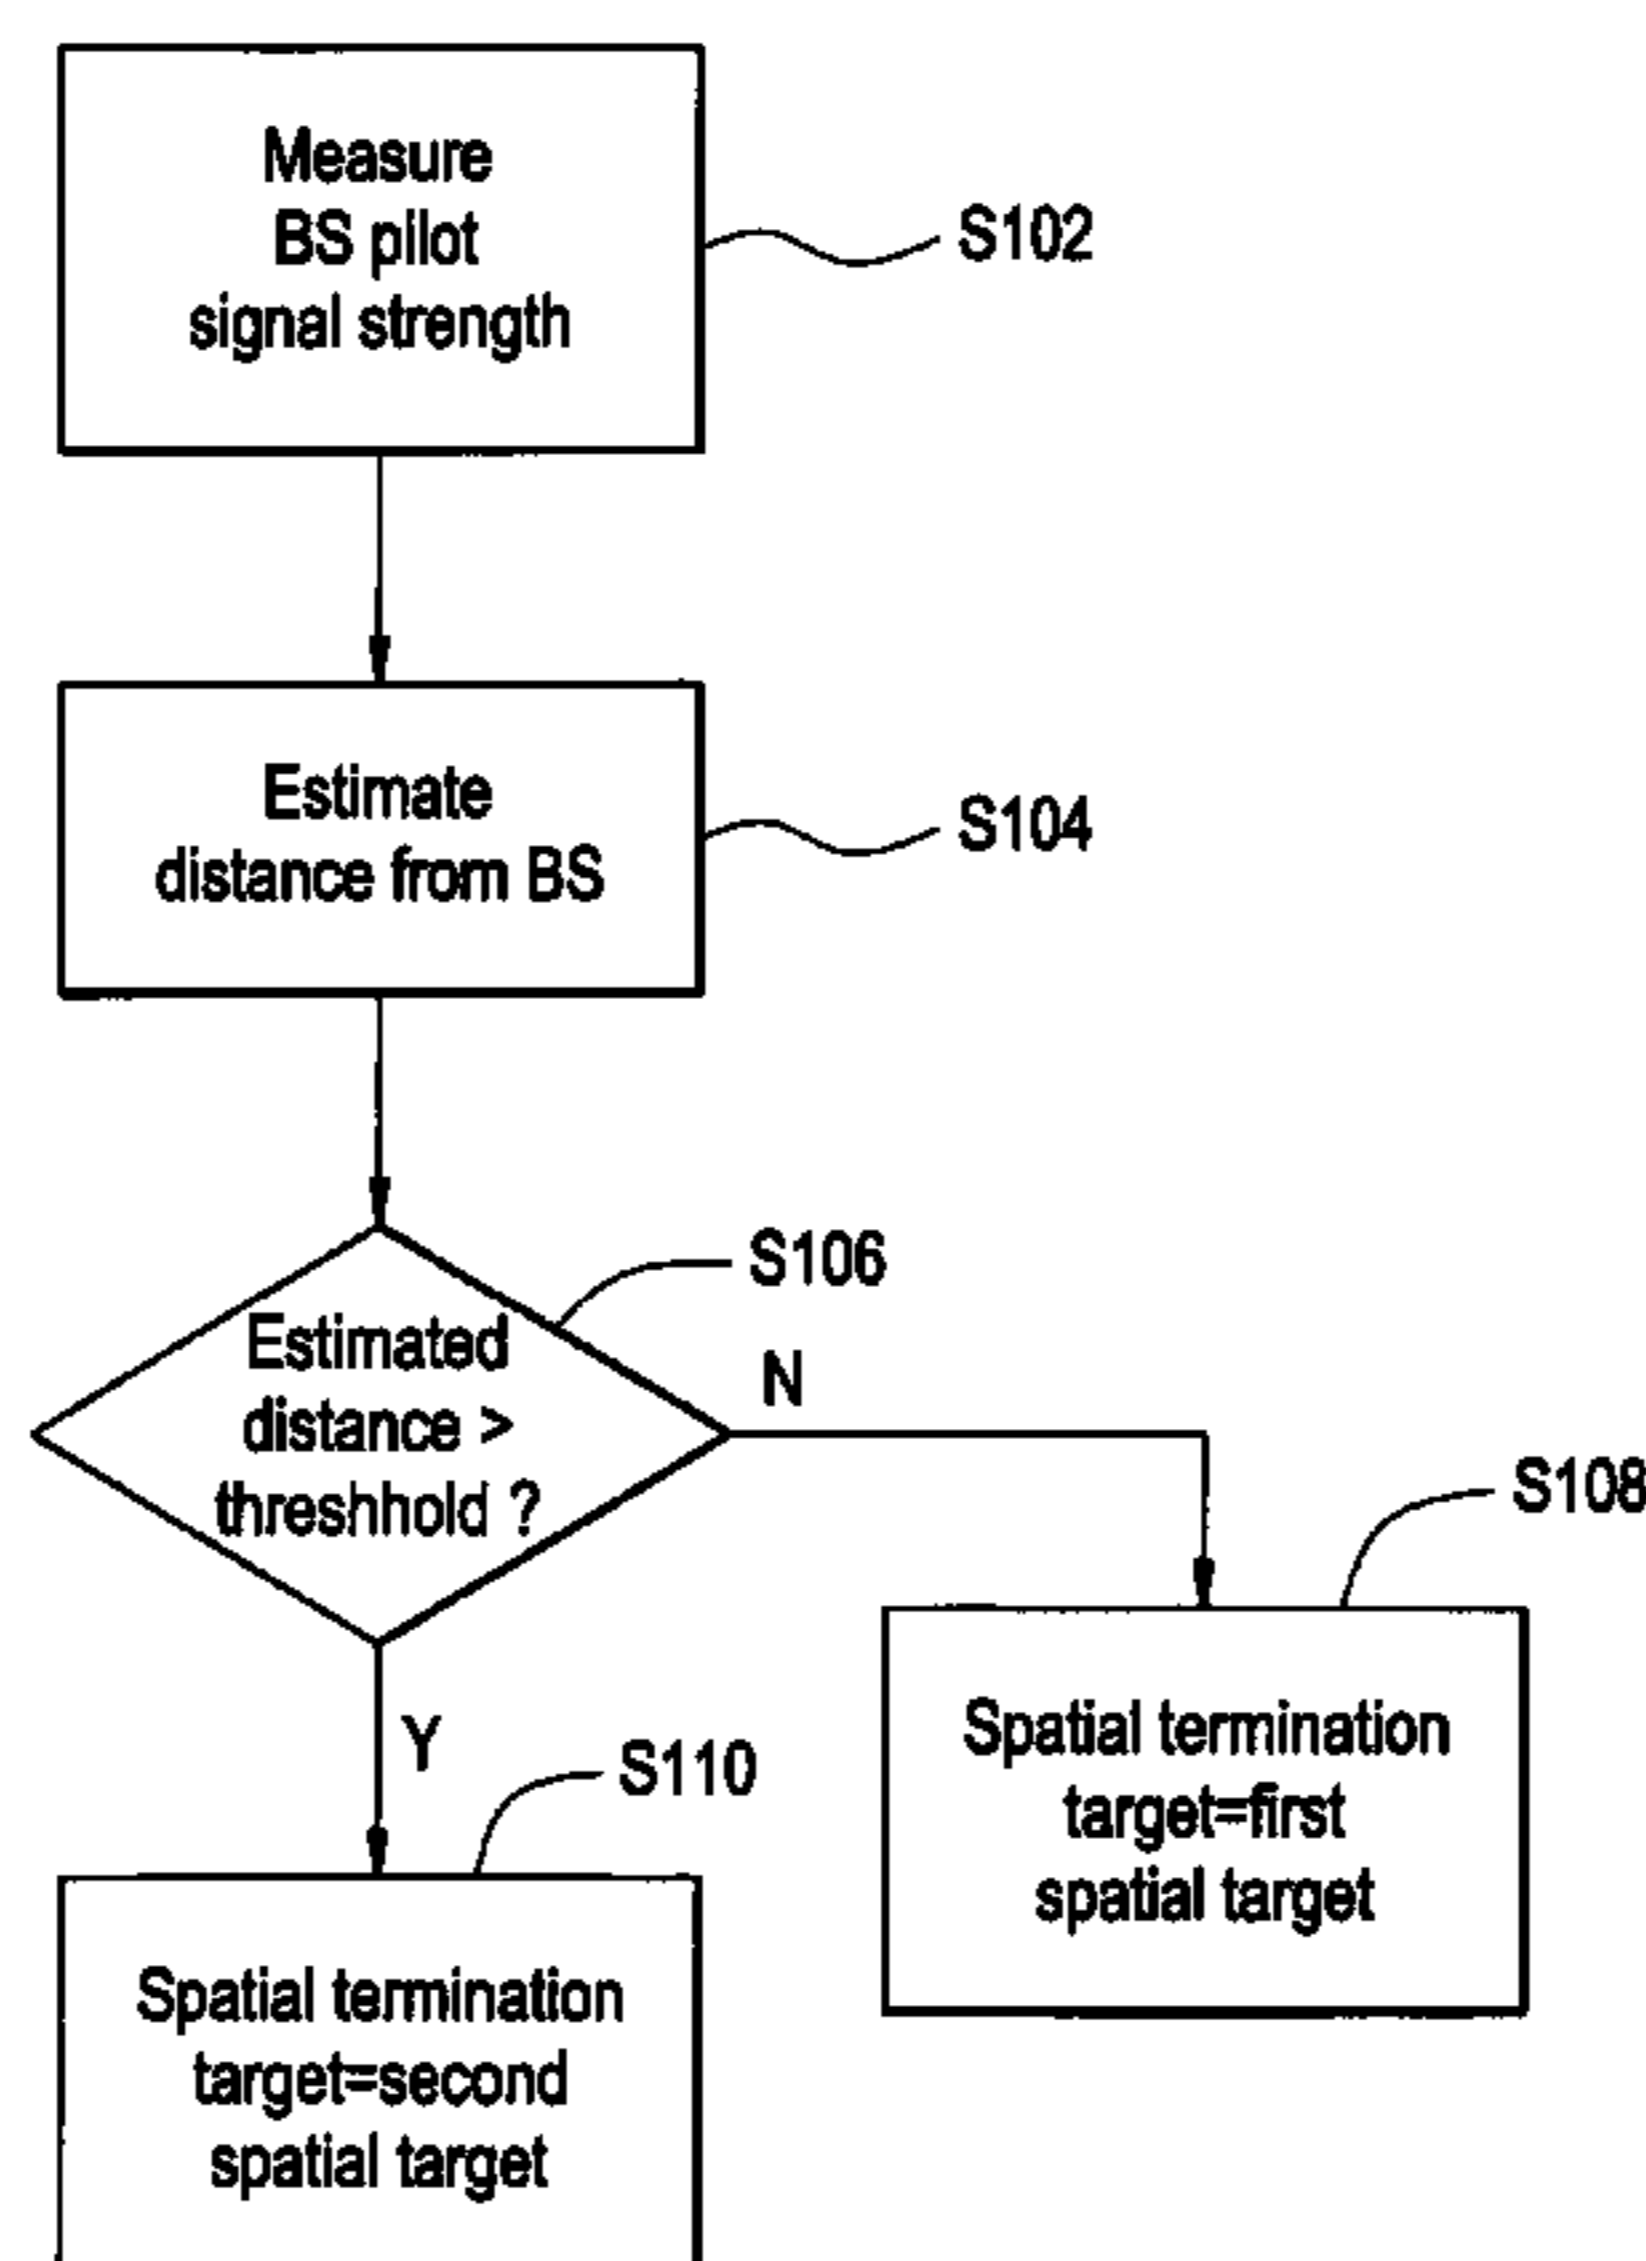 Measure
BS pilot
signal strength
S102
Estimate
distance from BS
S104
S106
Estimated
distance >
threshhold ?
N
S108
Spatial termination
target=first
spatial target
Y
S110
Spatial termination
target=second
spatial target